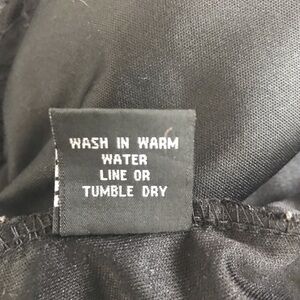 WASH IN WARM
WATER
LINE OR
TUMBLE DRY